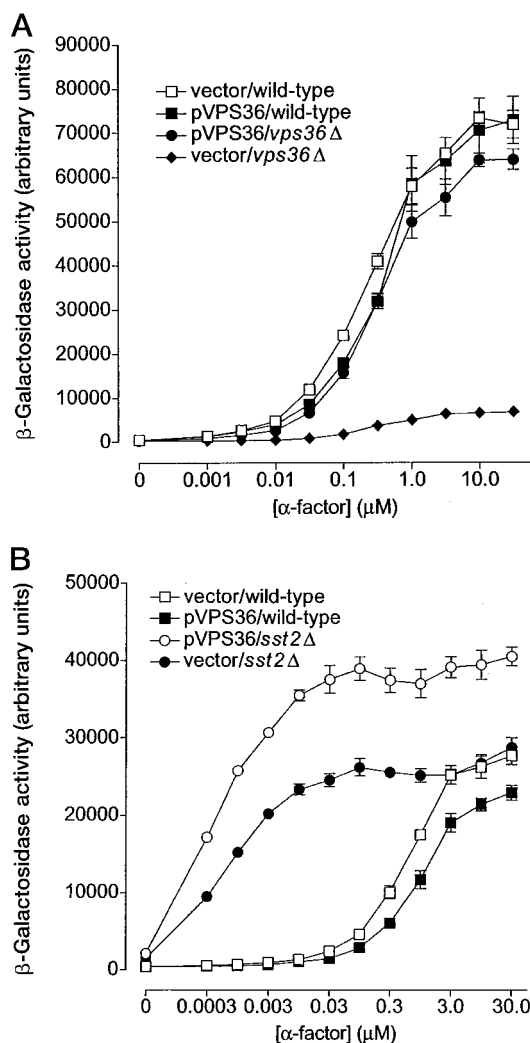 A
90000
80000
70000
60000
50000
40000
30000
20000
10000
0
β-Galactosidase activity (arbitrary units)
vector/wild-type
pVPS36/wild-type
pVPS36/vps36Δ
vector/vps36Δ
0 0.001 0.01 0.1 1.0 10.0
[α-factor] (μM)
B
50000
40000
30000
20000
10000
0
β-Galactosidase activity (arbitrary units)
vector/wild-type
pVPS36/wild-type
pVPS36/sst2Δ
vector/sst2Δ
0 0.0003 0.003 0.03 0.3 3.0 30.0
[α-factor] (μM)